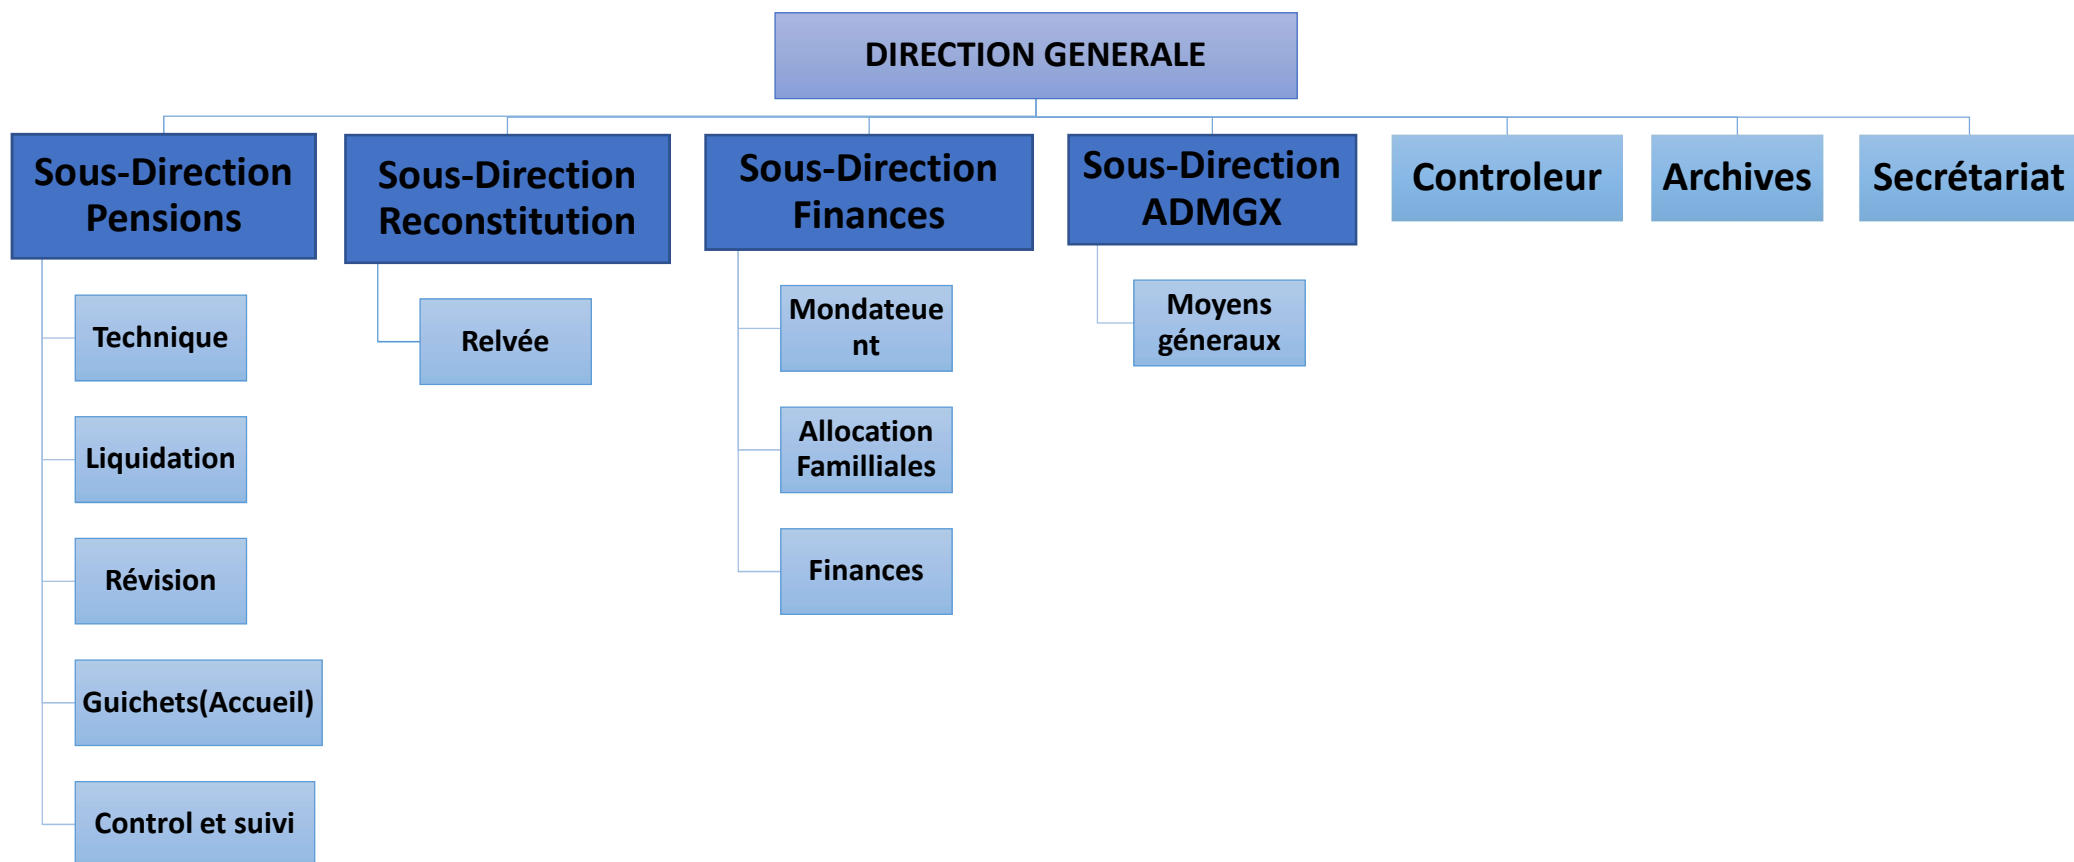 DIRECTION GENERALE
Sous-Direction
Pensions
Sous-Direction
Reconstitution
Sous-Direction
Finances
Sous-Direction
ADMGX
Controleur
Archives
Secrétariat
Technique
Liquidation
Révision
Guichets(Accueil)
Control et suivi
Relvée
Mondateue
nt
Allocation
Familliales
Finances
Moyens
géneraux